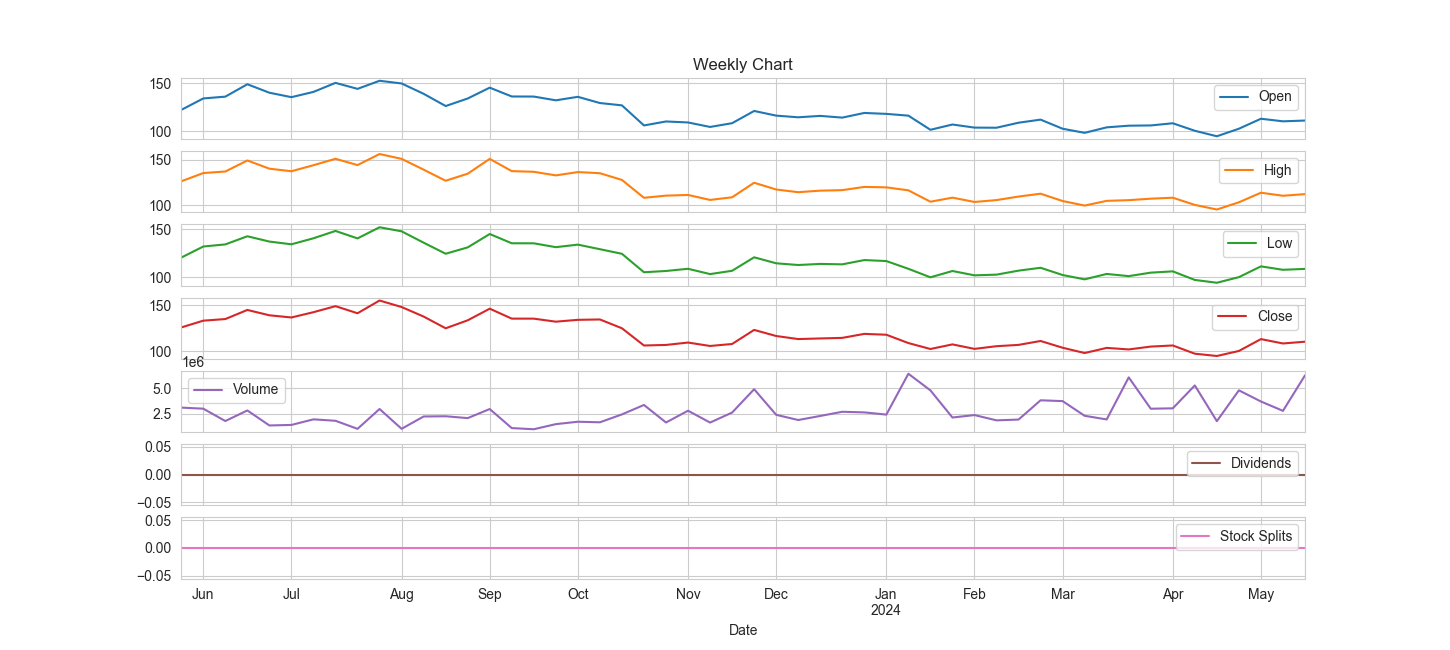 Weekly Chart
150
100
Open
150
100
High
150
100
Low
150
100
Close
1e6
5.0
2.5
Volume
0.05
0.00
−0.05
Dividends
0.05
0.00
−0.05
Stock Splits
Jun Jul Aug Sep Oct Nov Dec Jan Feb Mar Apr May
2024
Date